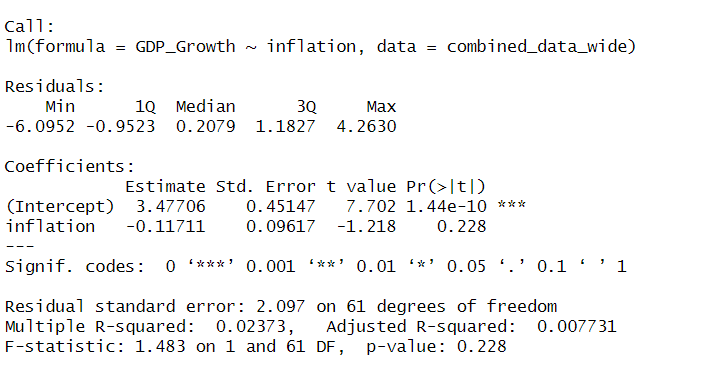 Call:
lm(formula = GDP_Growth ~ inflation, data = combined_data_wide)
Residuals:
    Min      1Q  Median      3Q     Max
-6.0952 -0.9523  0.2079  1.1827  4.2630
Coefficients:
            Estimate Std. Error t value Pr(>|t|)
(Intercept)  3.47706    0.45147   7.702 1.44e-10 ***
inflation   -0.11711    0.09617  -1.218    0.228
---
Signif. codes:  0 ‘***’ 0.001 ‘**’ 0.01 ‘*’ 0.05 ‘.’ 0.1 ‘ ’ 1
Residual standard error: 2.097 on 61 degrees of freedom
Multiple R-squared:  0.02373,   Adjusted R-squared:  0.007731
F-statistic: 1.483 on 1 and 61 DF,  p-value: 0.228